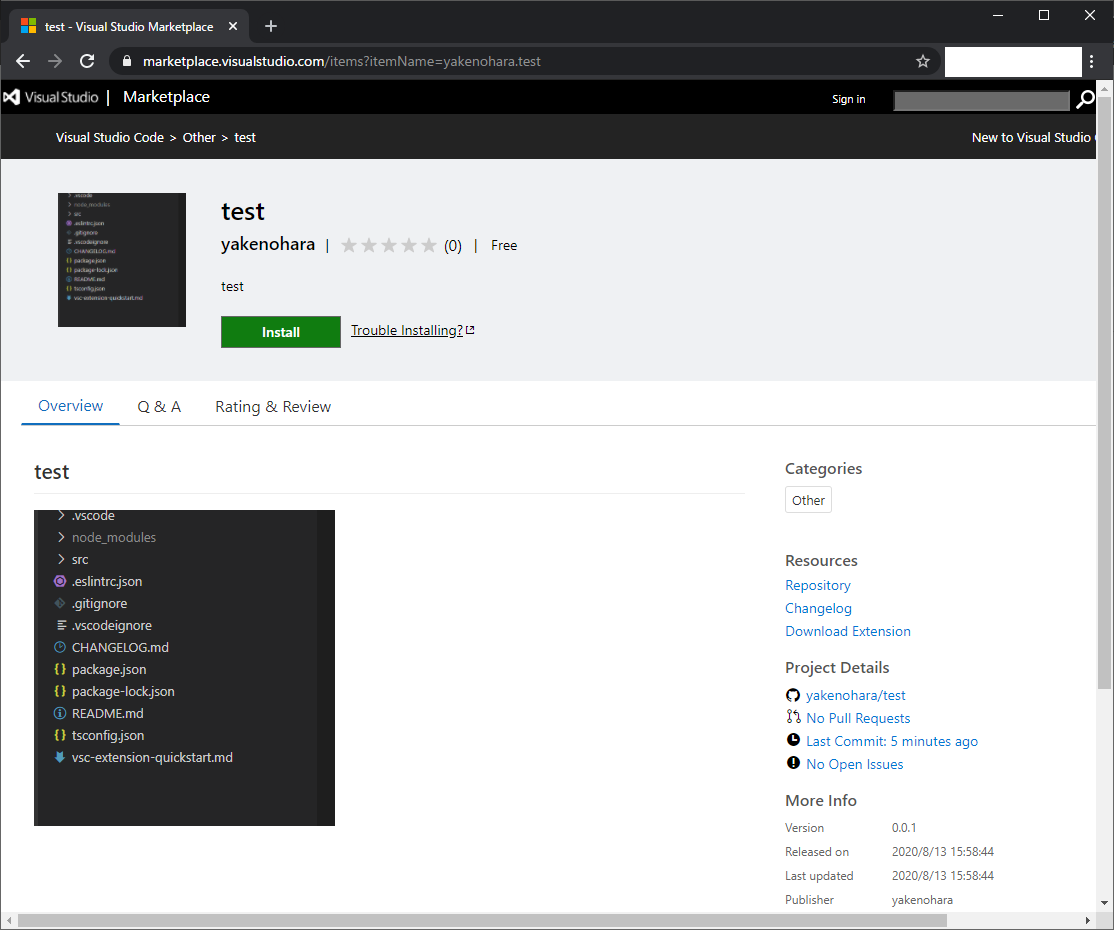 test - Visual Studio Marketplace
marketplace.visualstudio.com/items?itemName=yakenohara.test
Visual Studio | Marketplace
Sign in
Visual Studio Code > Other > test
New to Visual Studio
.vscode
node_modules
src
.eslintrc.json
.gitignore
.vscodeignore
CHANGELOG.md
package.json
package-lock.json
README.md
tsconfig.json
vsc-extension-quickstart.md
test
yakenohara | (0) | Free
test
Install Trouble Installing?
Overview Q & A Rating & Review
test
.vscode
node_modules
src
.eslintrc.json
.gitignore
.vscodeignore
CHANGELOG.md
package.json
package-lock.json
README.md
tsconfig.json
vsc-extension-quickstart.md
Categories
Other
Resources
Repository
Changelog
Download Extension
Project Details
yakenohara/test
No Pull Requests
Last Commit: 5 minutes ago
No Open Issues
More Info
Version 0.0.1
Released on 2020/8/13 15:58:44
Last updated 2020/8/13 15:58:44
Publisher yakenohara